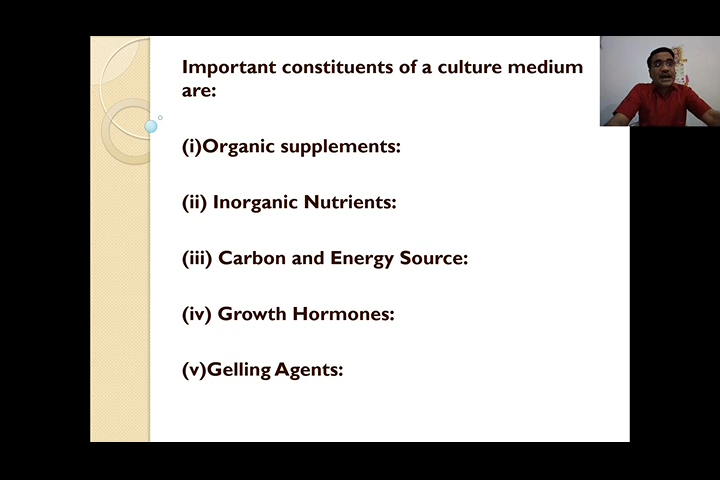 Important constituents of a culture medium
are:
(i)Organic supplements:
(ii) Inorganic Nutrients:
(iii) Carbon and Energy Source:
(iv) Growth Hormones:
(v)Gelling Agents: